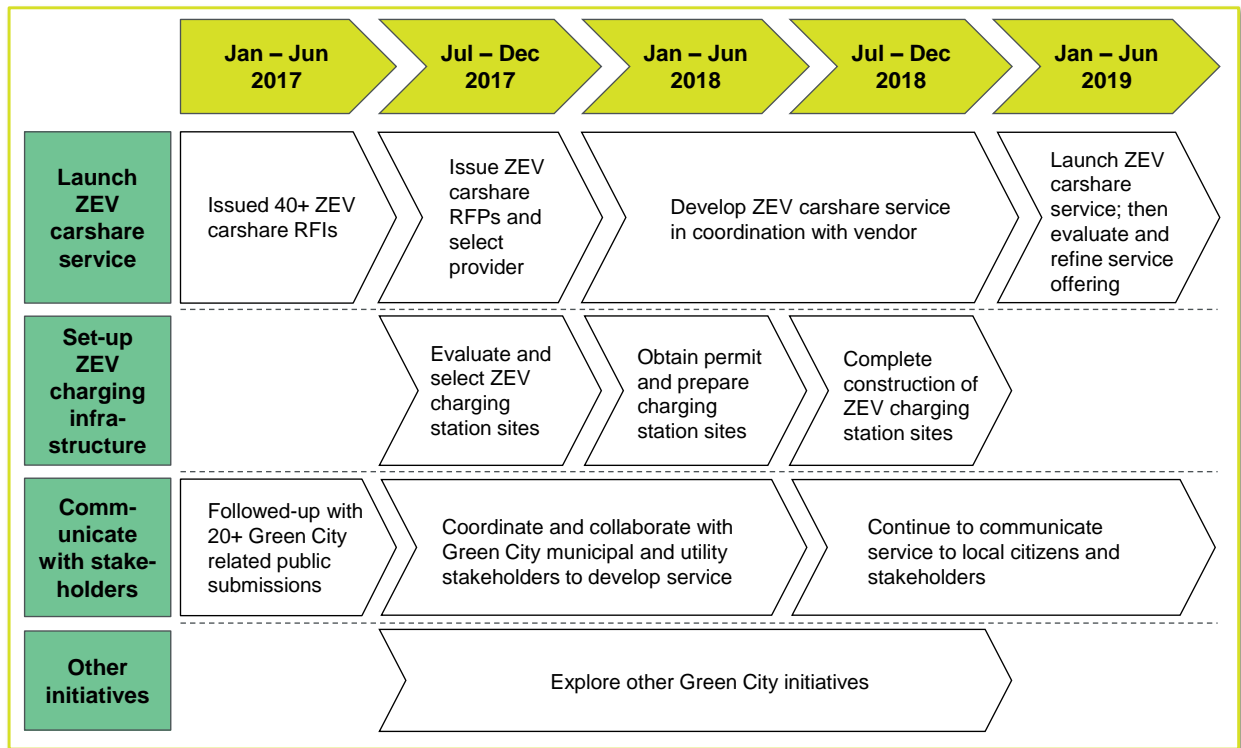 Jan – Jun
2017
Jul – Dec
2017
Jan – Jun
2018
Jul – Dec
2018
Jan – Jun
2019
Launch
ZEV
carshare
service
Issued 40+ ZEV
carshare RFIs
Issue ZEV
carshare
RFPs and
select
provider
Develop ZEV carshare service
in coordination with vendor
Launch ZEV
carshare
service; then
evaluate and
refine service
offering
Set-up
ZEV
charging
infra-
structure
Evaluate and
select ZEV
charging
station sites
Obtain permit
and prepare
charging
station sites
Complete
construction of
ZEV charging
station sites
Comm-
unicate
with stake-
holders
Followed-up with
20+ Green City
related public
submissions
Coordinate and collaborate with
Green City municipal and utility
stakeholders to develop service
Continue to communicate
service to local citizens and
stakeholders
Other
initiatives
Explore other Green City initiatives